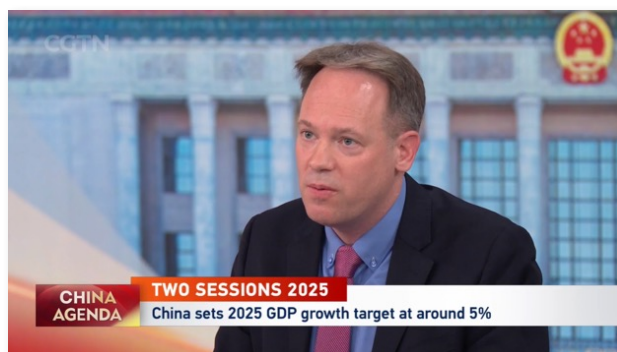 CGTN
TWO SESSIONS 2025
CHINA
AGENDA
China sets 2025 GDP growth target at around 5%